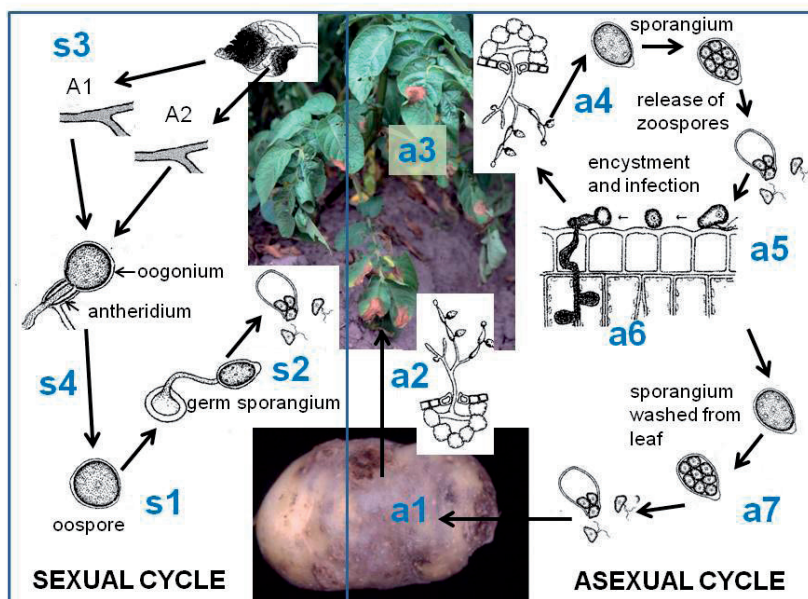 s3
A1
A2
oogonium
antheridium
s4
s2
germ sporangium
s1
oospore
SEXUAL CYCLE
a3
a2
a1
sporangium
a4
release of
zoospores
encystment
and infection
a5
a6
sporangium
washed from
leaf
a7
ASEXUAL CYCLE